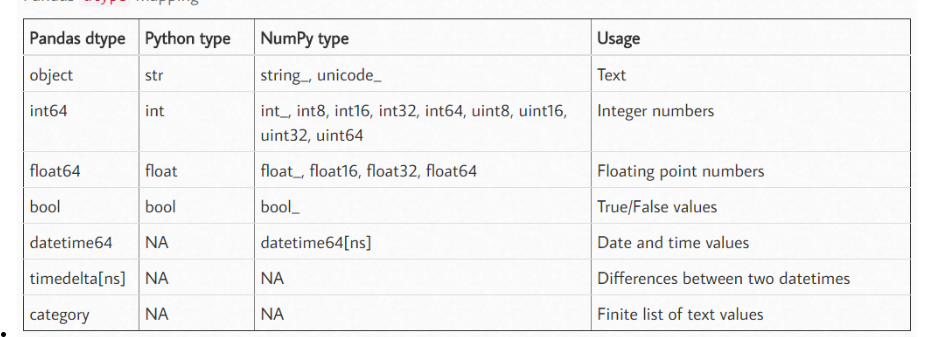 Pandas dtype mapping
Pandas dtype Python type NumPy type Usage
object str string_, unicode_ Text
int64 int int_, int8, int16, int32, int64, uint8, uint16, Integer numbers
uint32, uint64
float64 float float_, float16, float32, float64 Floating point numbers
bool bool bool_ True/False values
datetime64 NA datetime64[ns] Date and time values
timedelta[ns] NA NA Differences between two datetimes
category NA NA Finite list of text values